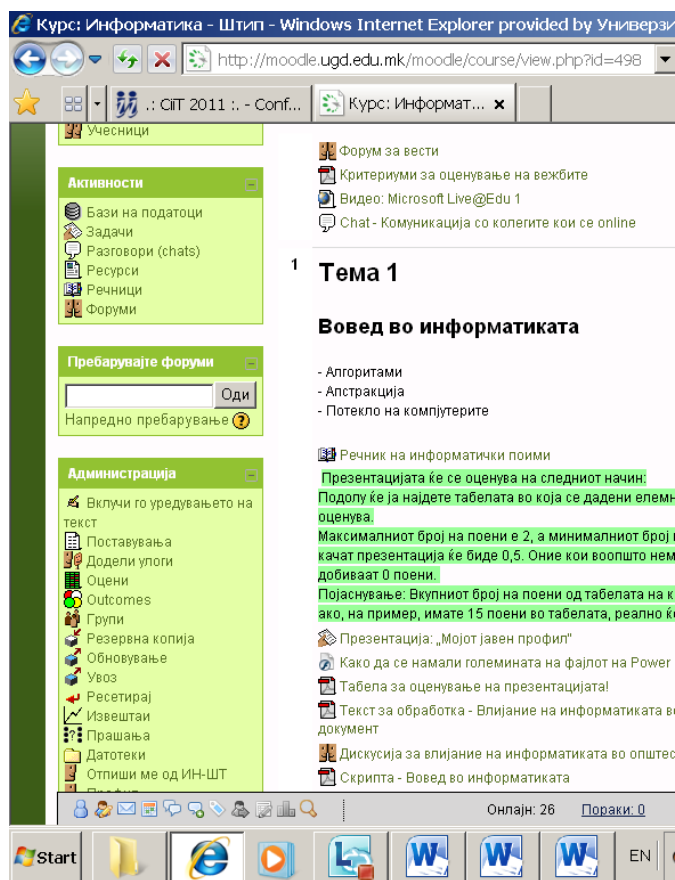 Курс: Информатика - Штип - Windows Internet Explorer provided by
http://moodle.ugd.edu.mk/moodle/course/view.php?id=498
.: CiT 2011 :. - Conf...
Курс: Информат...
Учесници
Активности
Бази на податоци
Задачи
Разговори (chats)
Ресурси
Речници
Форуми
Пребарувајте форуми
Оди
Напредно пребарување
Администрација
Вклучи го уредувањето на
текст
Поставувања
Додели улоги
Оцени
Outcomes
Групи
Резервна копија
Обновување
Увоз
Ресетирај
Извештаи
Прашања
Датотеки
Отпиши ме од ИН-ШТ
Форум за вести
Критериуми за оценување на вежбите
Видео: Microsoft Live@Edu 1
Chat - Комуникација со колегите кои се online
1
Тема 1
Вовед во информатиката
- Алгоритами
- Апстракција
- Потекло на компјутерите
Речник на информатички поими
Презентацијата ќе се оценува на следниот начин:
Подолу ќе ја најдете табелата во која се дадени
оценува.
Максималниот број на поени е 2, а минималниот број
качат презентација ќе биде 0,5. Оние кои воопшто
добиваат 0 поени.
Појаснување: Вкупниот број на поени од табелата на
ако, на пример, имате 15 поени во табелата, реално
Презентација: „Мојот јавен профил"
Како да се намали големината на фајлот на Power
Табела за оценување на презентацијата!
Текст за обработка - Влијание на информатиката
документ
Дискусија за влијание на информатиката во
Скрипта - Вовед во информатиката
Онлајн: 26 Пораки: 0
Start
EN